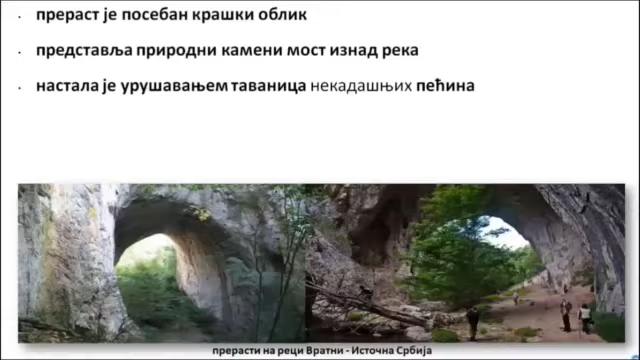 прераст је посебан крашки облик
представља природни камени мост изнад река
настала је урушавањем таваница некадашњих пећина
прерасти на реци Вратни - Источна Србија